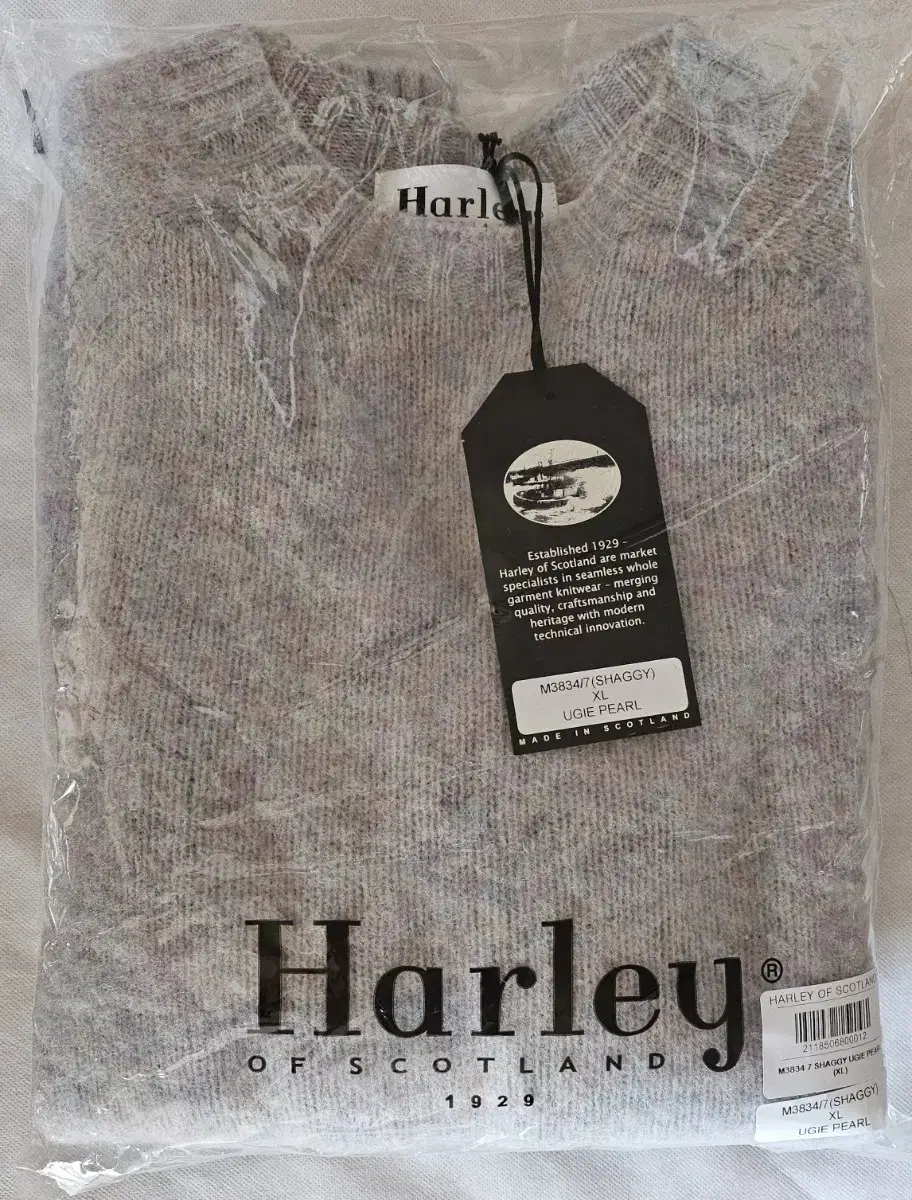 Harle
Established 1929 -
Harley of Scotland are market
specialists in seamless whole
garment knitwear - merging
quality, craftsmanship and
heritage with modern
technical innovation.
M3834/7(SHAGGY)
XL
UGIE PEARL
MADE IN SCOTLAND
Harley®
OF SCOTLAND
1929
HARLEY OF SCOTLAND
2118506800012
M3834 7 SHAGGY UGIE PEARL
(XL)
M3834/7(SHAGGY)
XL
UGIE PEARL